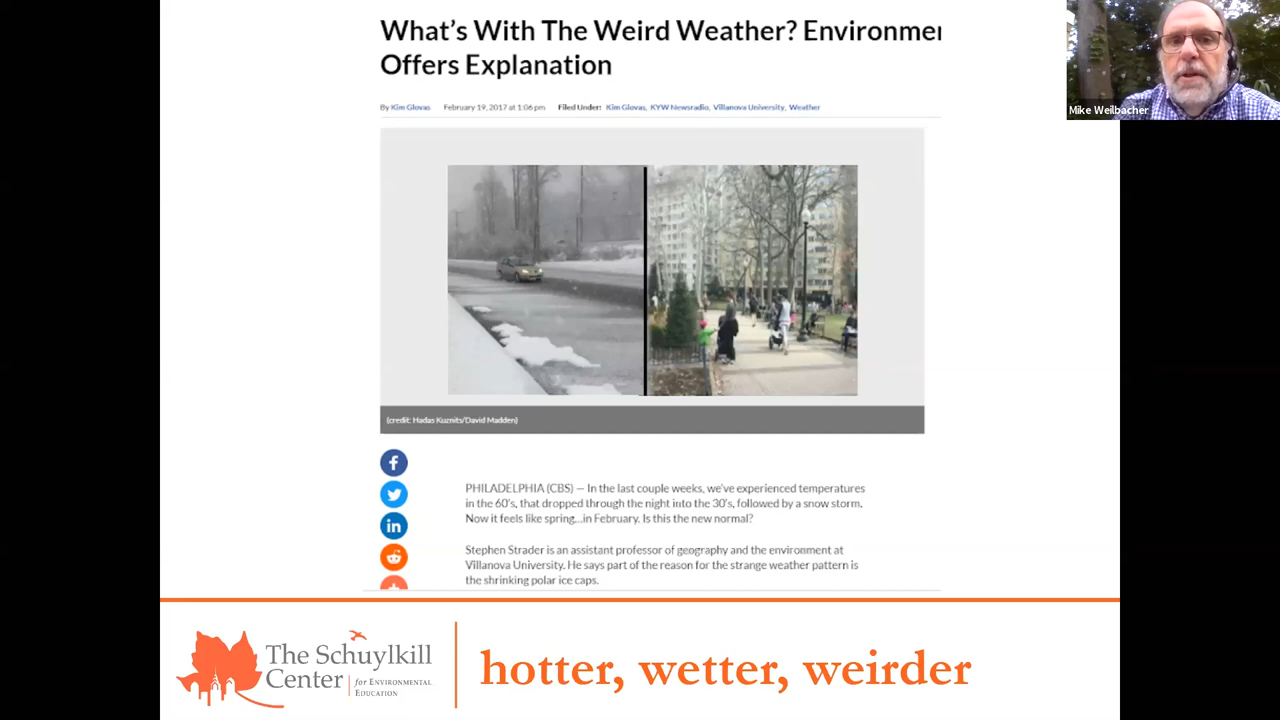 What's With The Weird Weather? Environmen
Offers Explanation
By Kim Glovas February 19, 2017 at 1:06 pm Filed Under: Kim Glovas, KYW Newsradio, Villanova University, Weather
Mike Weilbacher
(credit: Hadas Kuznits/David Madden)
PHILADELPHIA (CBS) — In the last couple weeks, we've experienced temperatures
in the 60's, that dropped through the night into the 30's, followed by a snow storm.
Now it feels like spring...in February. Is this the new normal?
Stephen Strader is an assistant professor of geography and the environment at
Villanova University. He says part of the reason for the strange weather pattern is
the shrinking polar ice caps.
The Schuylkill
Center for Environmental
Education
hotter, wetter, weirder